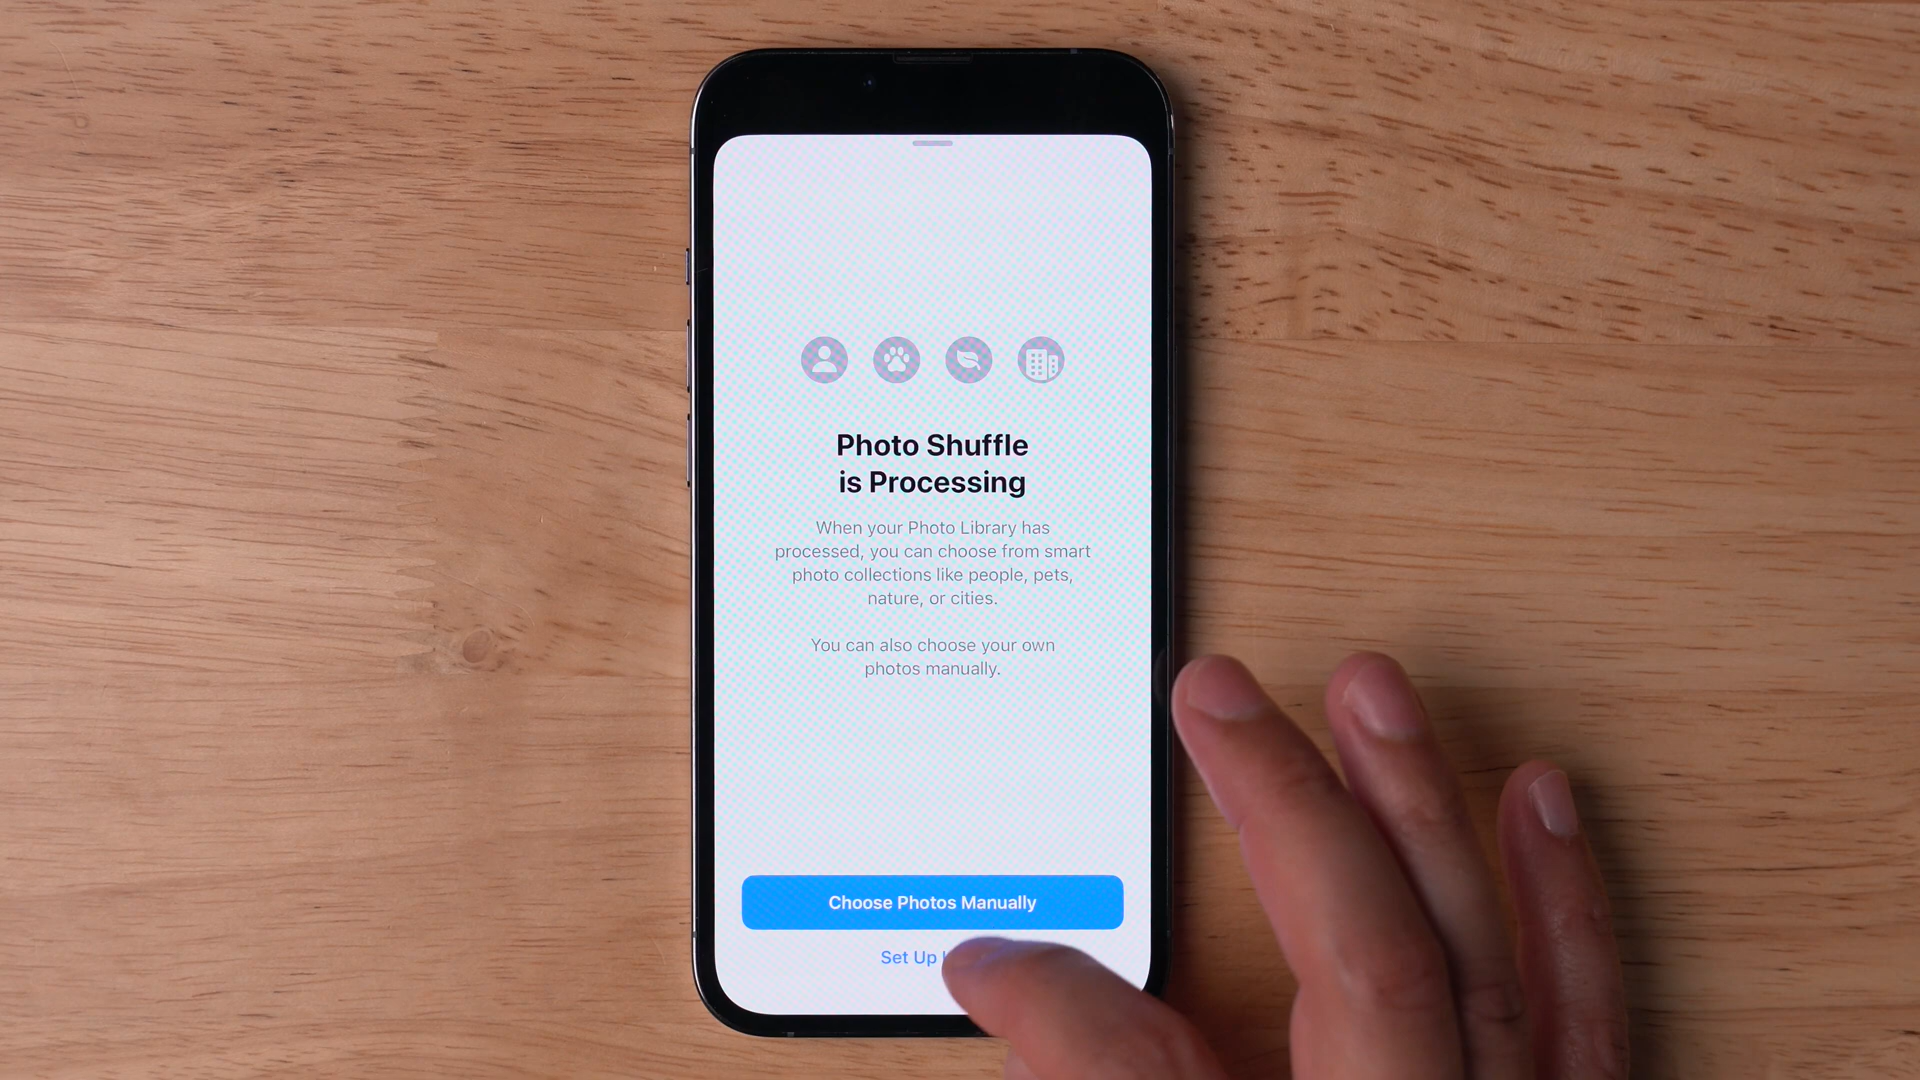 Photo Shuffle
is Processing
When your Photo Library has
processed, you can choose from smart
photo collections like people, pets,
nature, or cities.
You can also choose your own
photos manually.
Choose Photos Manually
Set Up